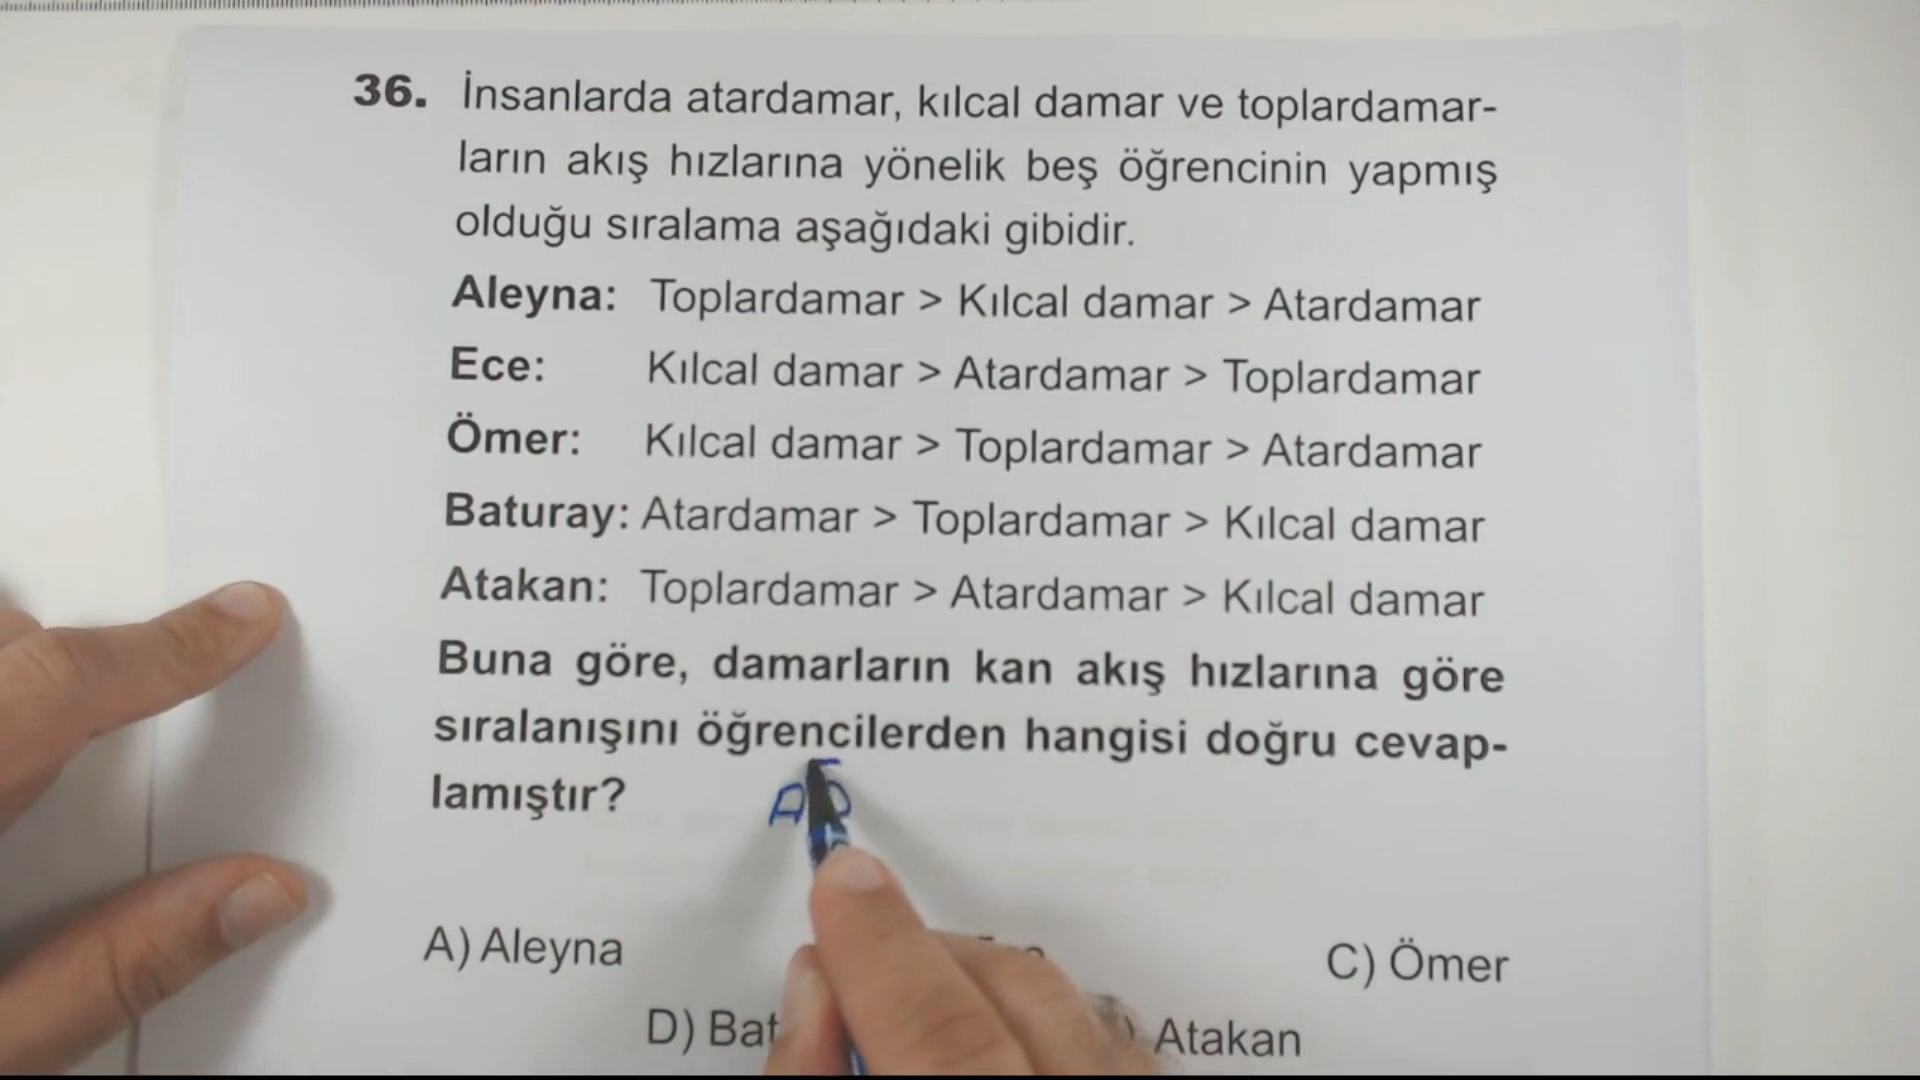 36. İnsanlarda atardamar, kılcal damar ve toplardamar-
ların akış hızlarına yönelik beş öğrencinin yapmış
olduğu sıralama aşağıdaki gibidir.
Aleyna: Toplardamar > Kılcal damar > Atardamar
Ece: Kılcal damar > Atardamar > Toplardamar
Ömer: Kılcal damar > Toplardamar > Atardamar
Baturay: Atardamar > Toplardamar > Kılcal damar
Atakan: Toplardamar > Atardamar > Kılcal damar
Buna göre, damarların kan akış hızlarına göre
sıralanışını öğrencilerden hangisi doğru cevap-
lamıştır?
A) Aleyna C) Ömer
D) Bat Atakan